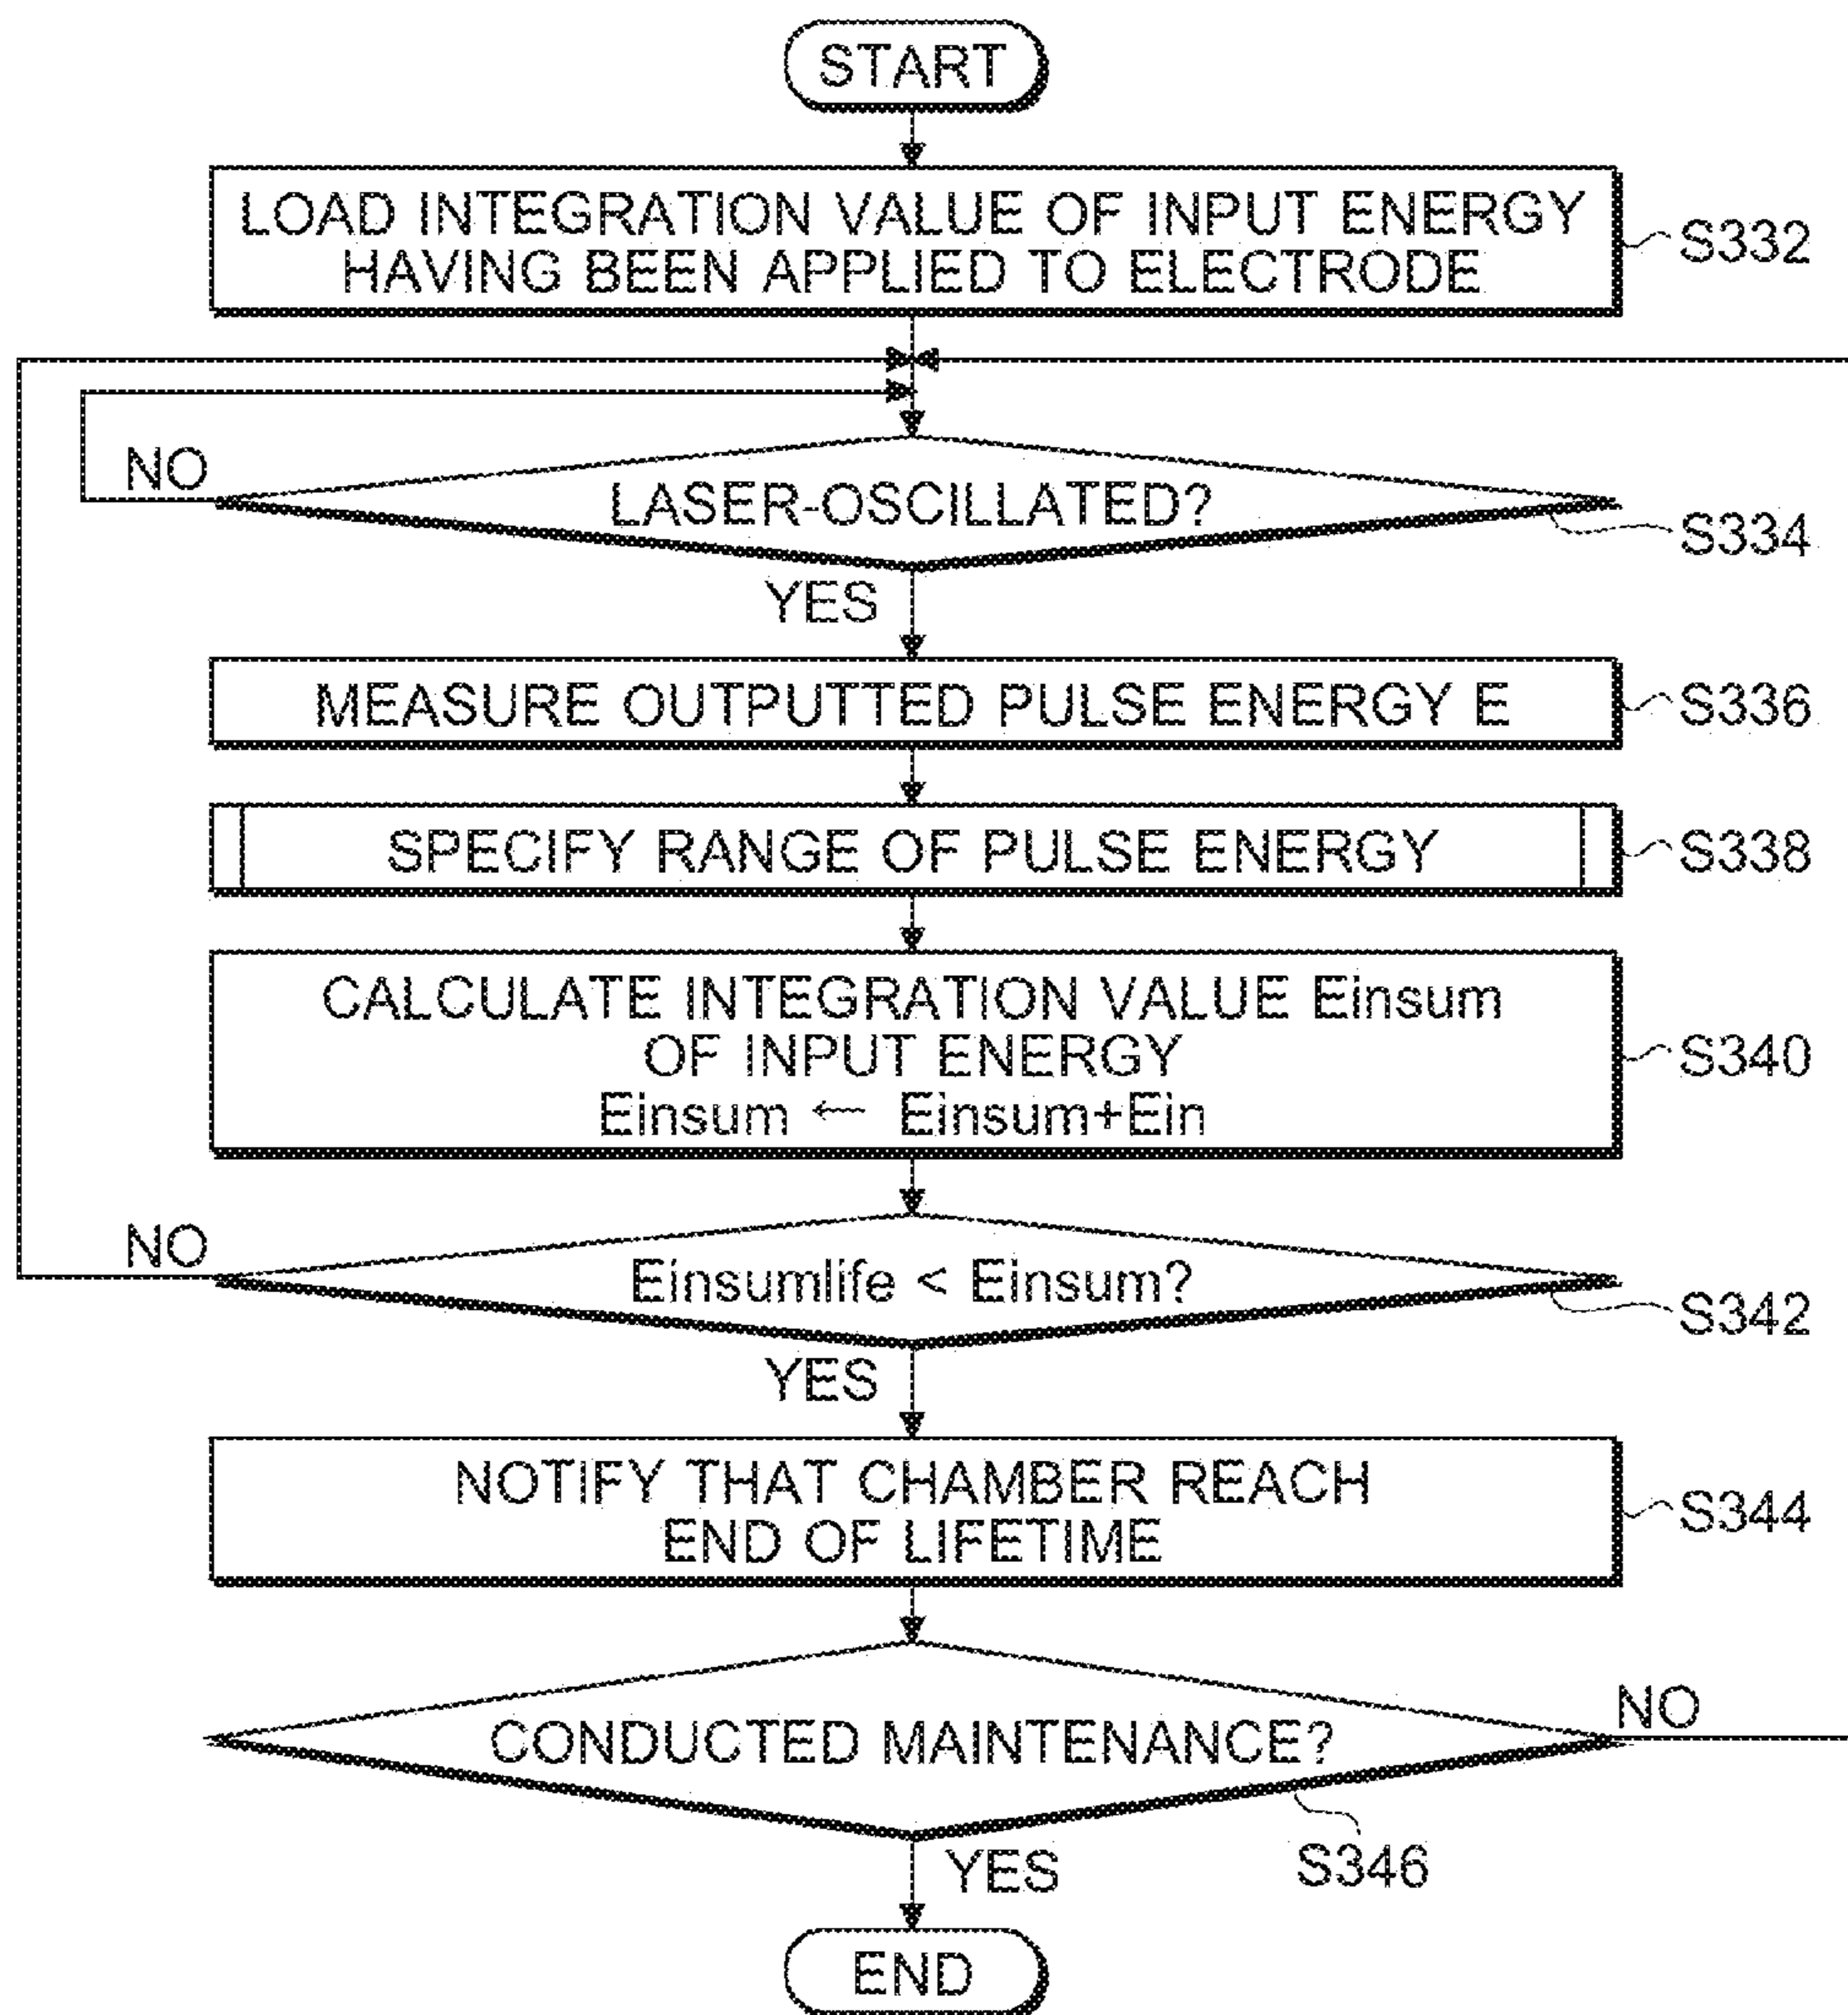 START
LOAD INTEGRATION VALUE OF INPUT ENERGY
HAVING BEEN APPLIED TO ELECTRODE
S332
NO
LASER-OSCILLATED?
S334
YES
MEASURE OUTPUTTED PULSE ENERGY E
S336
SPECIFY RANGE OF PULSE ENERGY
S338
CALCULATE INTEGRATION VALUE Einsum
OF INPUT ENERGY
Einsum ← Einsum+Ein
S340
NO
Einsumlife < Einsum?
S342
YES
NOTIFY THAT CHAMBER REACH
END OF LIFETIME
S344
CONDUCTED MAINTENANCE?
NO
S346
YES
END